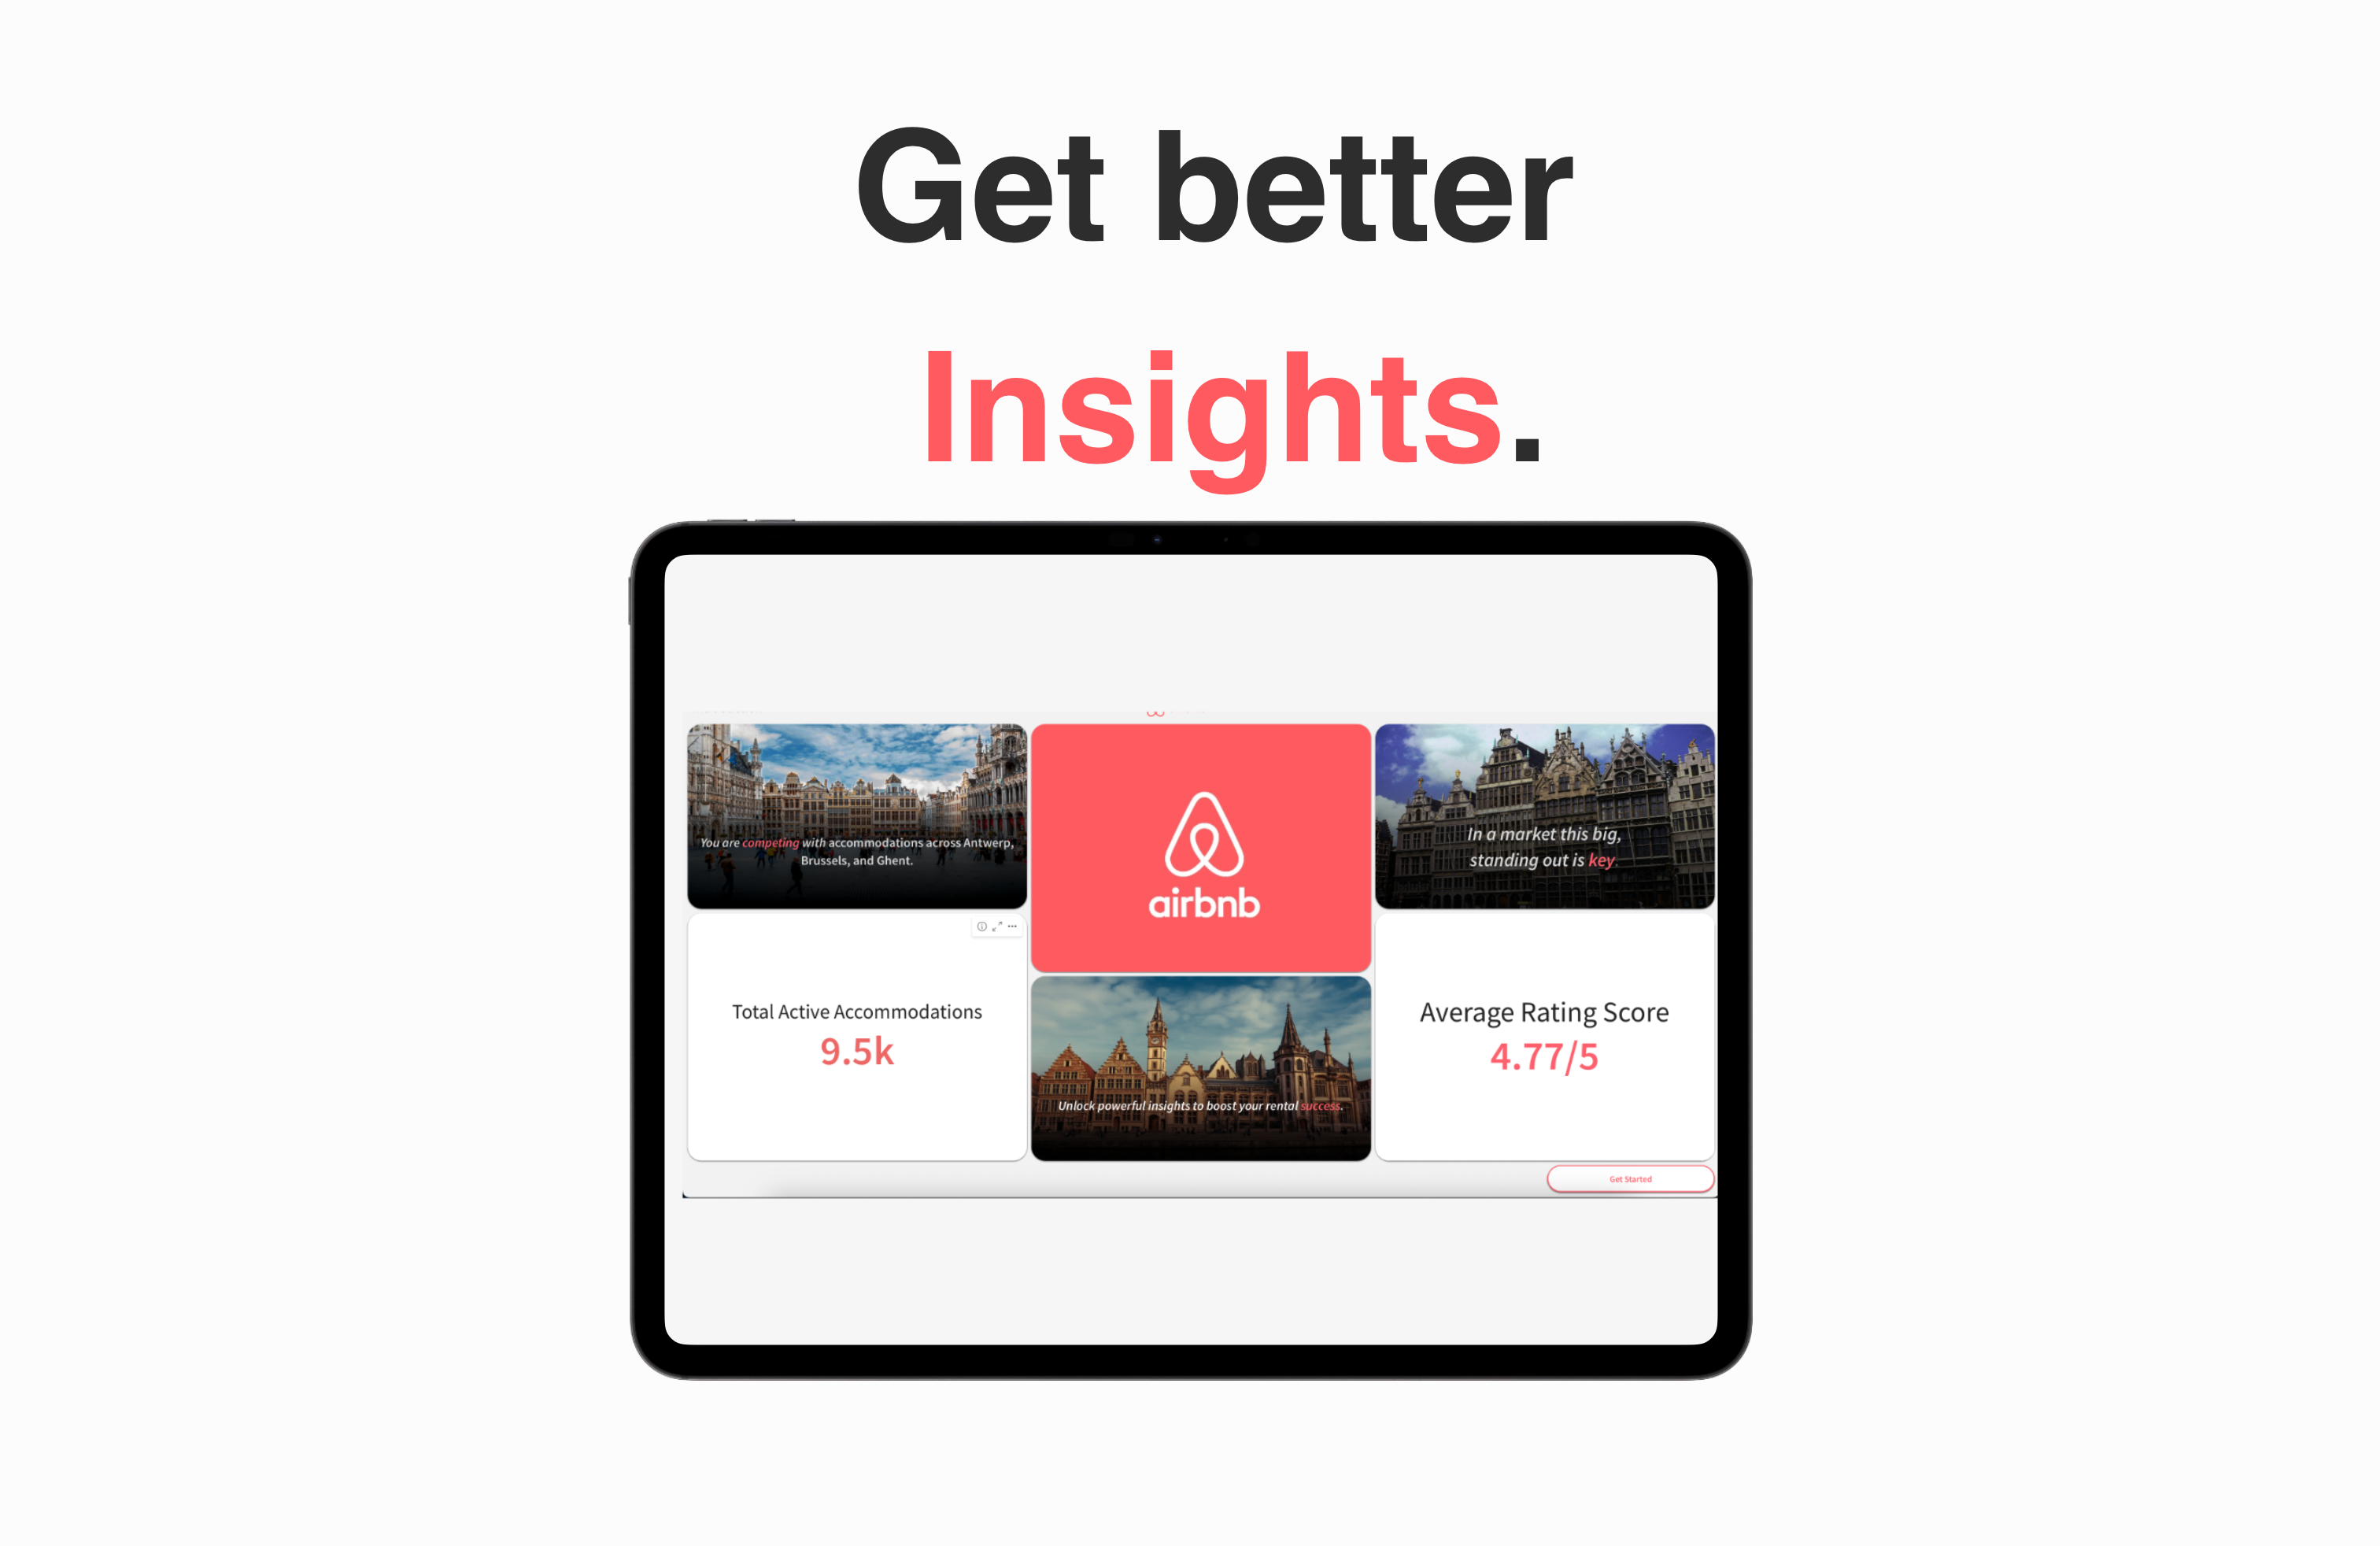 Get better
Insights.
You are competing with accommodations across Antwerp,
Brussels, and Ghent.
airbnb
In a market this big,
standing out is key.
Total Active Accommodations
9.5k
Unlock powerful insights to boost your rental success.
Average Rating Score
4.77/5
Get Started